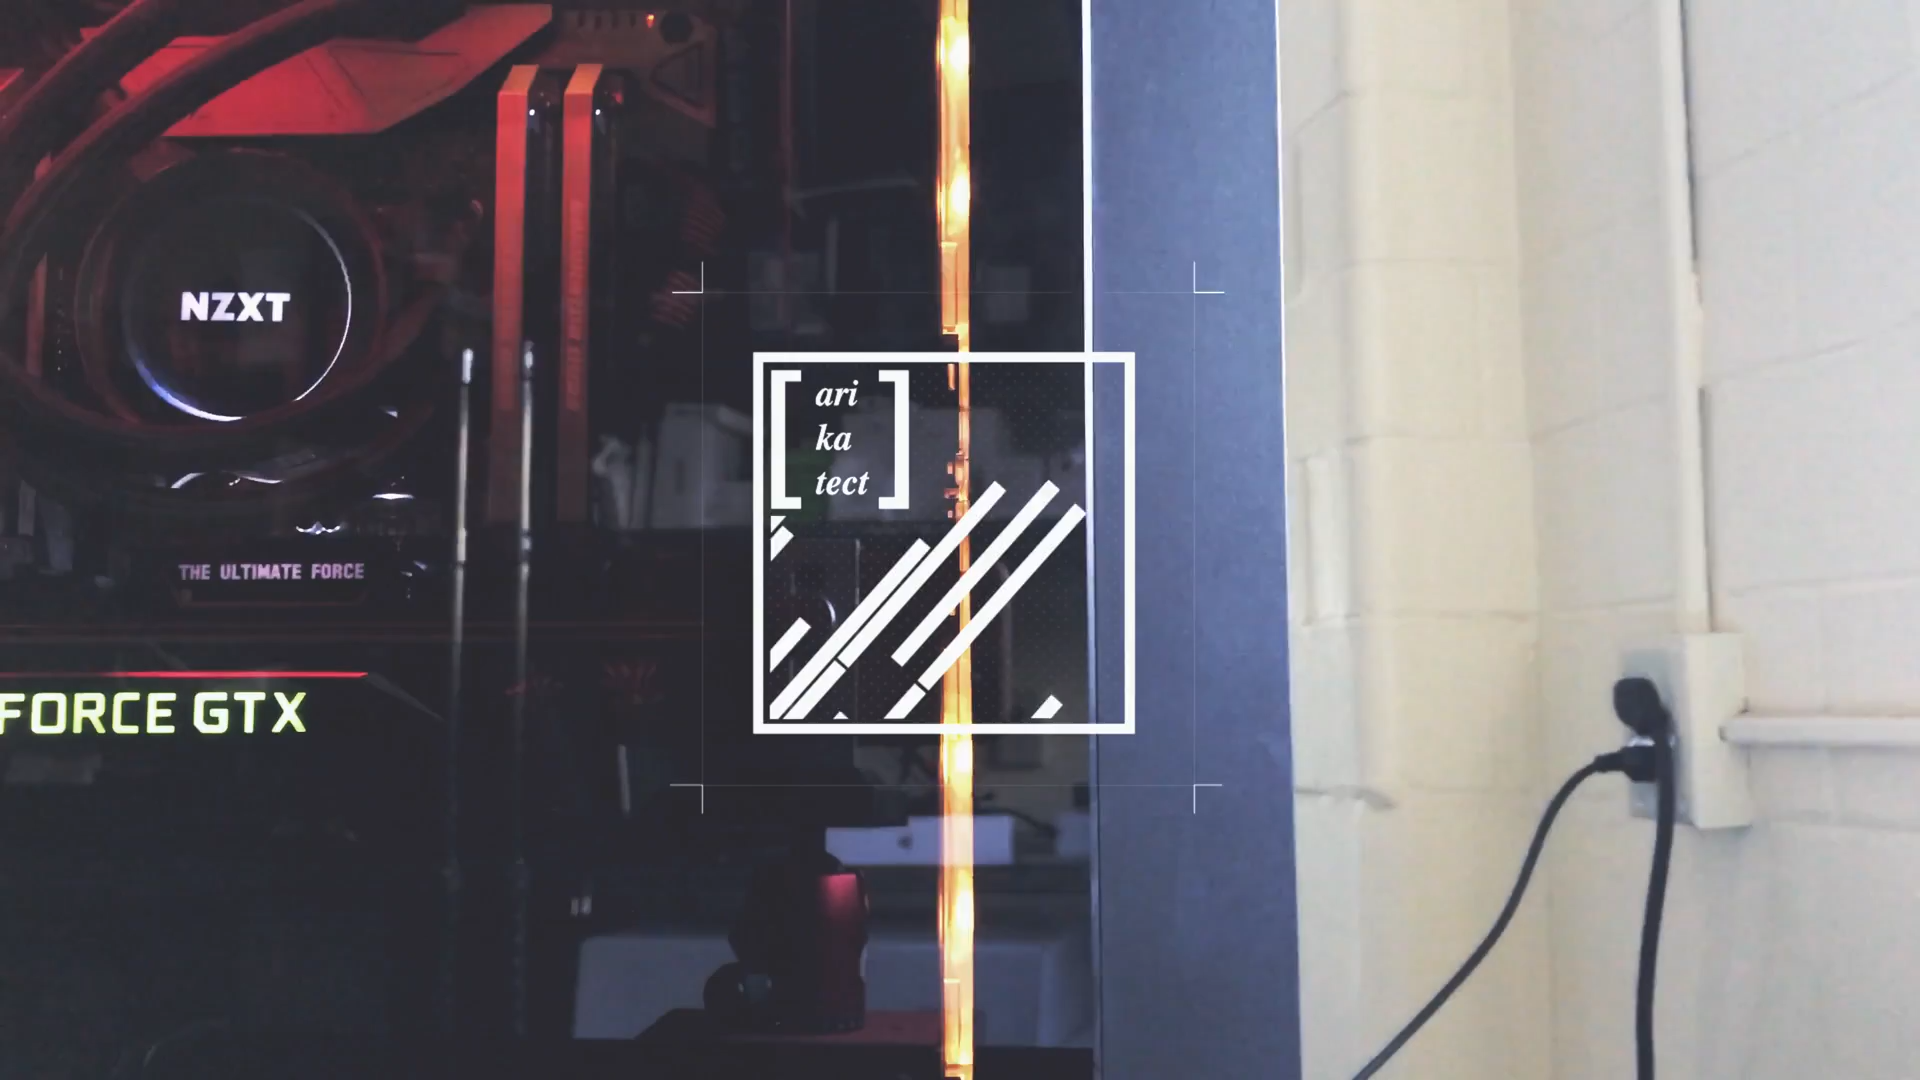 NZXT
ari
ka
tect
THE ULTIMATE FORCE
FORCE GTX